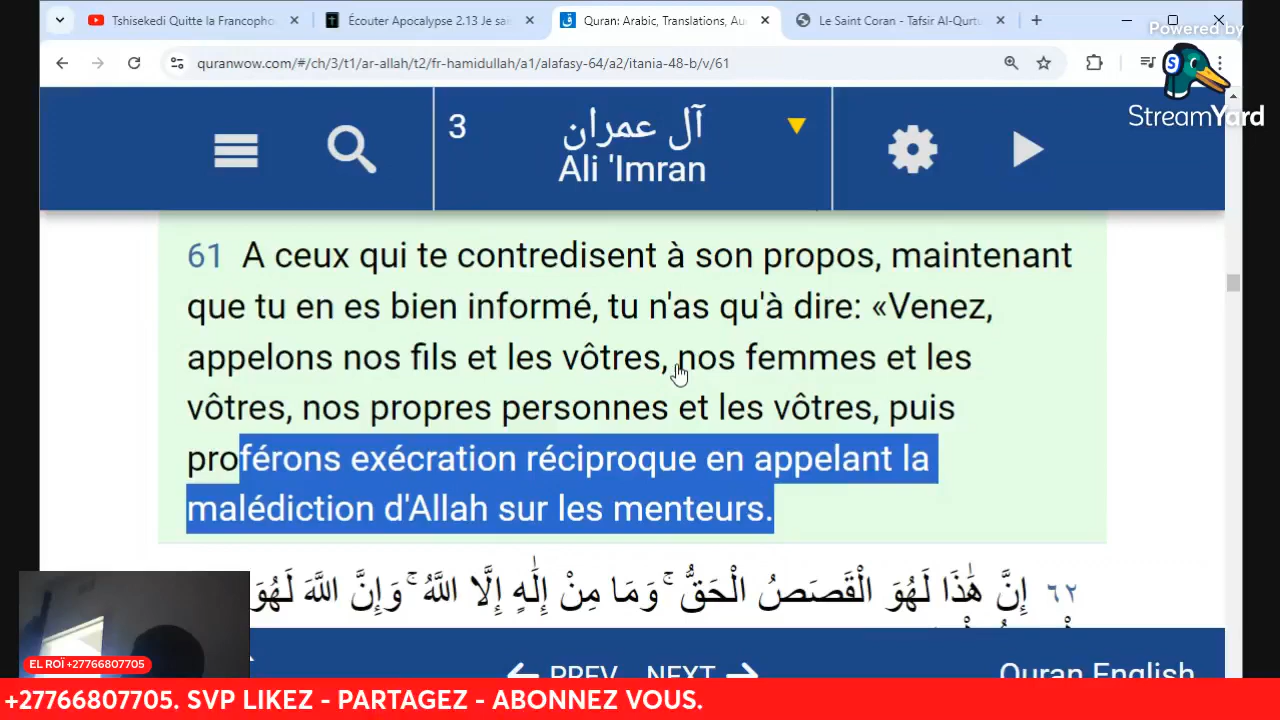 Tshisekedi Quitte la Francopho
Écouter Apocalypse 2.13 Je sai
Quran: Arabic, Translations, Au
Le Saint Coran - Tafsir Al-Qurtu
Powered by
StreamYard
quranwow.com/#/ch/3/t1/ar-allah/t2/fr-hamidullah/a1/alafasy-64/a2/itania-48-b/v/61
3
آل عمران
Ali 'Imran
61 A ceux qui te contredisent à son propos, maintenant
que tu en es bien informé, tu n'as qu'à dire: «Venez,
appelons nos fils et les vôtres, nos femmes et les
vôtres, nos propres personnes et les vôtres, puis
proférons exécration réciproque en appelant la
malédiction d'Allah sur les menteurs.
٦٢ إِنَّ هَٰذَا لَهُوَ الْقَصَصُ الْحَقُّ ۚ وَمَا مِنْ إِلَٰهٍ إِلَّا اللَّهُ ۚ وَإِنَّ اللَّهَ لَهُوَ
PREV NEXT
Quran English
EL ROÏ +27766807705
+27766807705. SVP LIKEZ - PARTAGEZ - ABONNEZ VOUS.